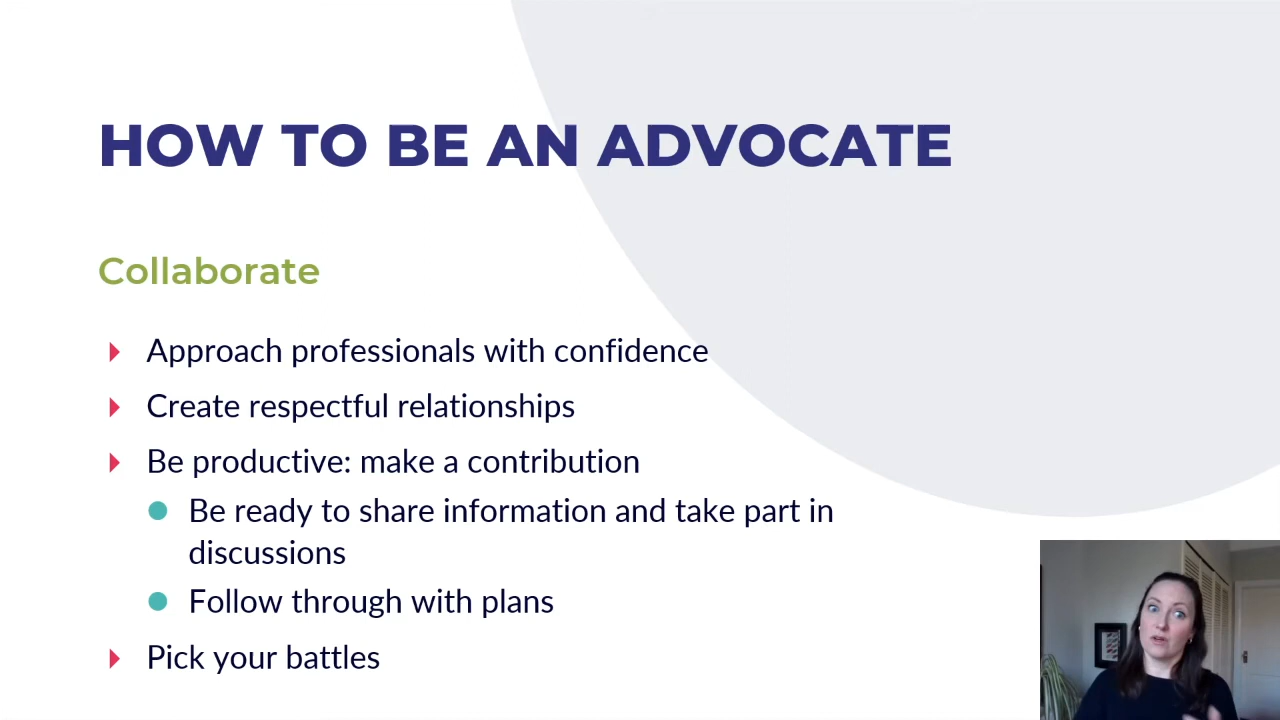 HOW TO BE AN ADVOCATE
Collaborate
Approach professionals with confidence
Create respectful relationships
Be productive: make a contribution
Be ready to share information and take part in
discussions
Follow through with plans
Pick your battles